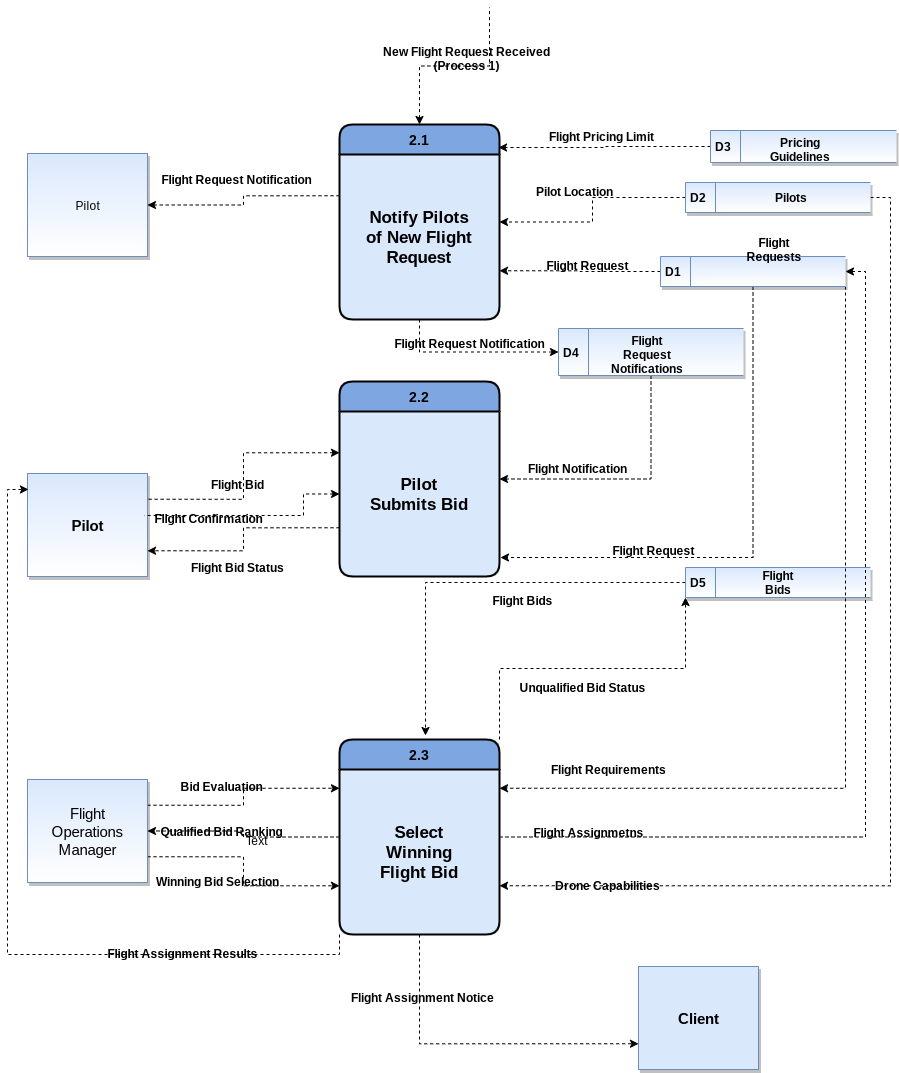 New Flight Request Received
(Process 1)
2.1
Notify Pilots
of New Flight
Request
Pilot
Flight Request Notification
Flight Pricing Limit
D3
Pricing
Guidelines
Pilot Location
D2
Pilots
Flight Request
D1
Flight
Requests
Flight Request Notification
D4
Flight
Request
Notifications
2.2
Pilot
Submits Bid
Pilot
Flight Bid
Flight Confirmation
Flight Bid Status
Flight Notification
Flight Request
D5
Flight
Bids
Flight Bids
Unqualified Bid Status
2.3
Select
Winning
Flight Bid
Flight
Operations
Manager
Bid Evaluation
Qualified Bid Ranking
Text
Winning Bid Selection
Flight Requirements
Flight Assignmetns
Drone Capabilities
Flight Assignment Results
Flight Assignment Notice
Client